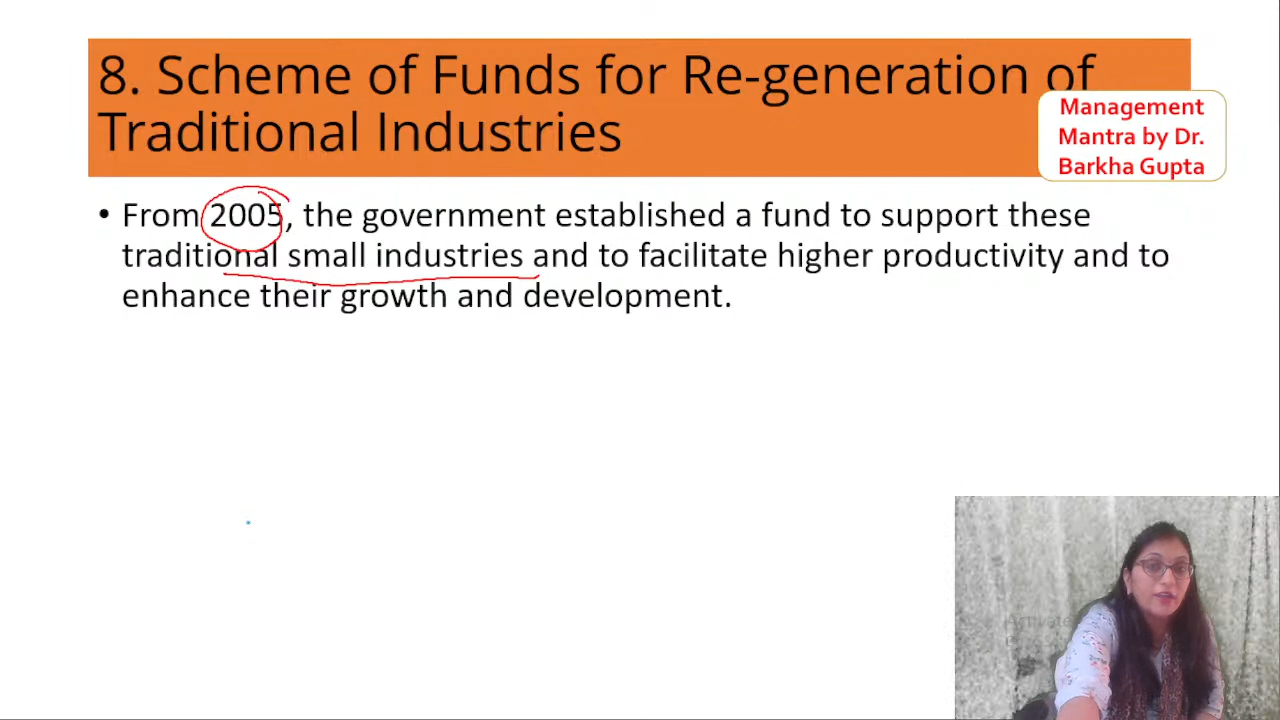 8. Scheme of Funds for Re-generation of
Traditional Industries
Management
Mantra by Dr.
Barkha Gupta
• From 2005, the government established a fund to support these
traditional small industries and to facilitate higher productivity and to
enhance their growth and development.
Activate